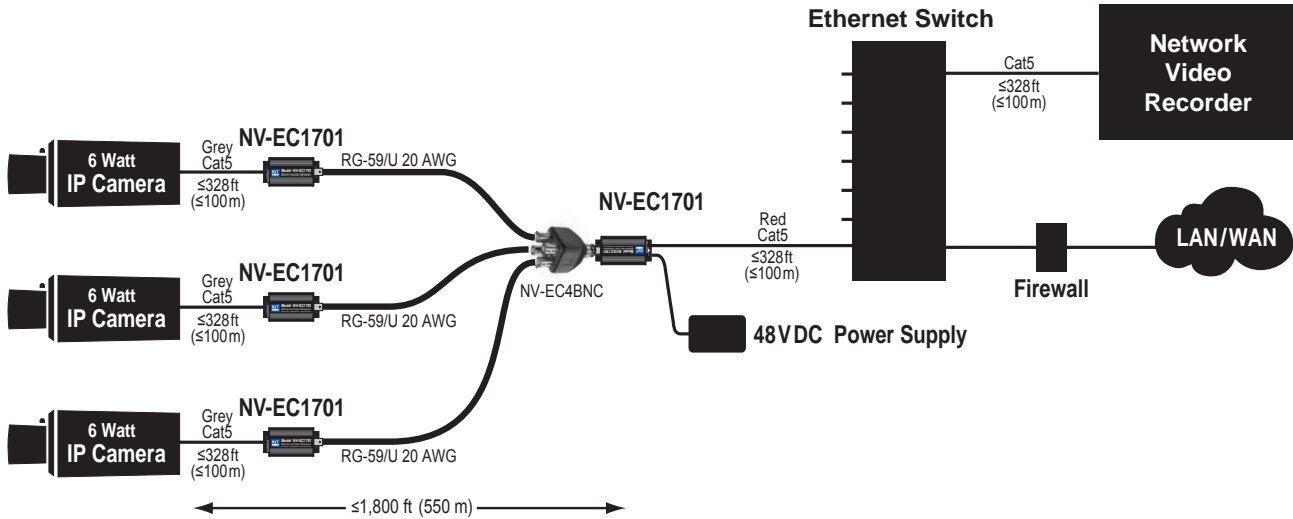 Ethernet Switch
Network
Video
Recorder
Cat5
≤328ft
(≤100m)
6 Watt
IP Camera
Grey
Cat5
≤328ft
(≤100m)
NV-EC1701
RG-59/U 20 AWG
6 Watt
IP Camera
Grey
Cat5
≤328ft
(≤100m)
NV-EC1701
RG-59/U 20 AWG
6 Watt
IP Camera
Grey
Cat5
≤328ft
(≤100m)
NV-EC1701
RG-59/U 20 AWG
NV-EC4BNC
NV-EC1701
Red
Cat5
≤328ft
(≤100m)
48VDC Power Supply
Firewall
LAN/WAN
≤1,800 ft (550 m)